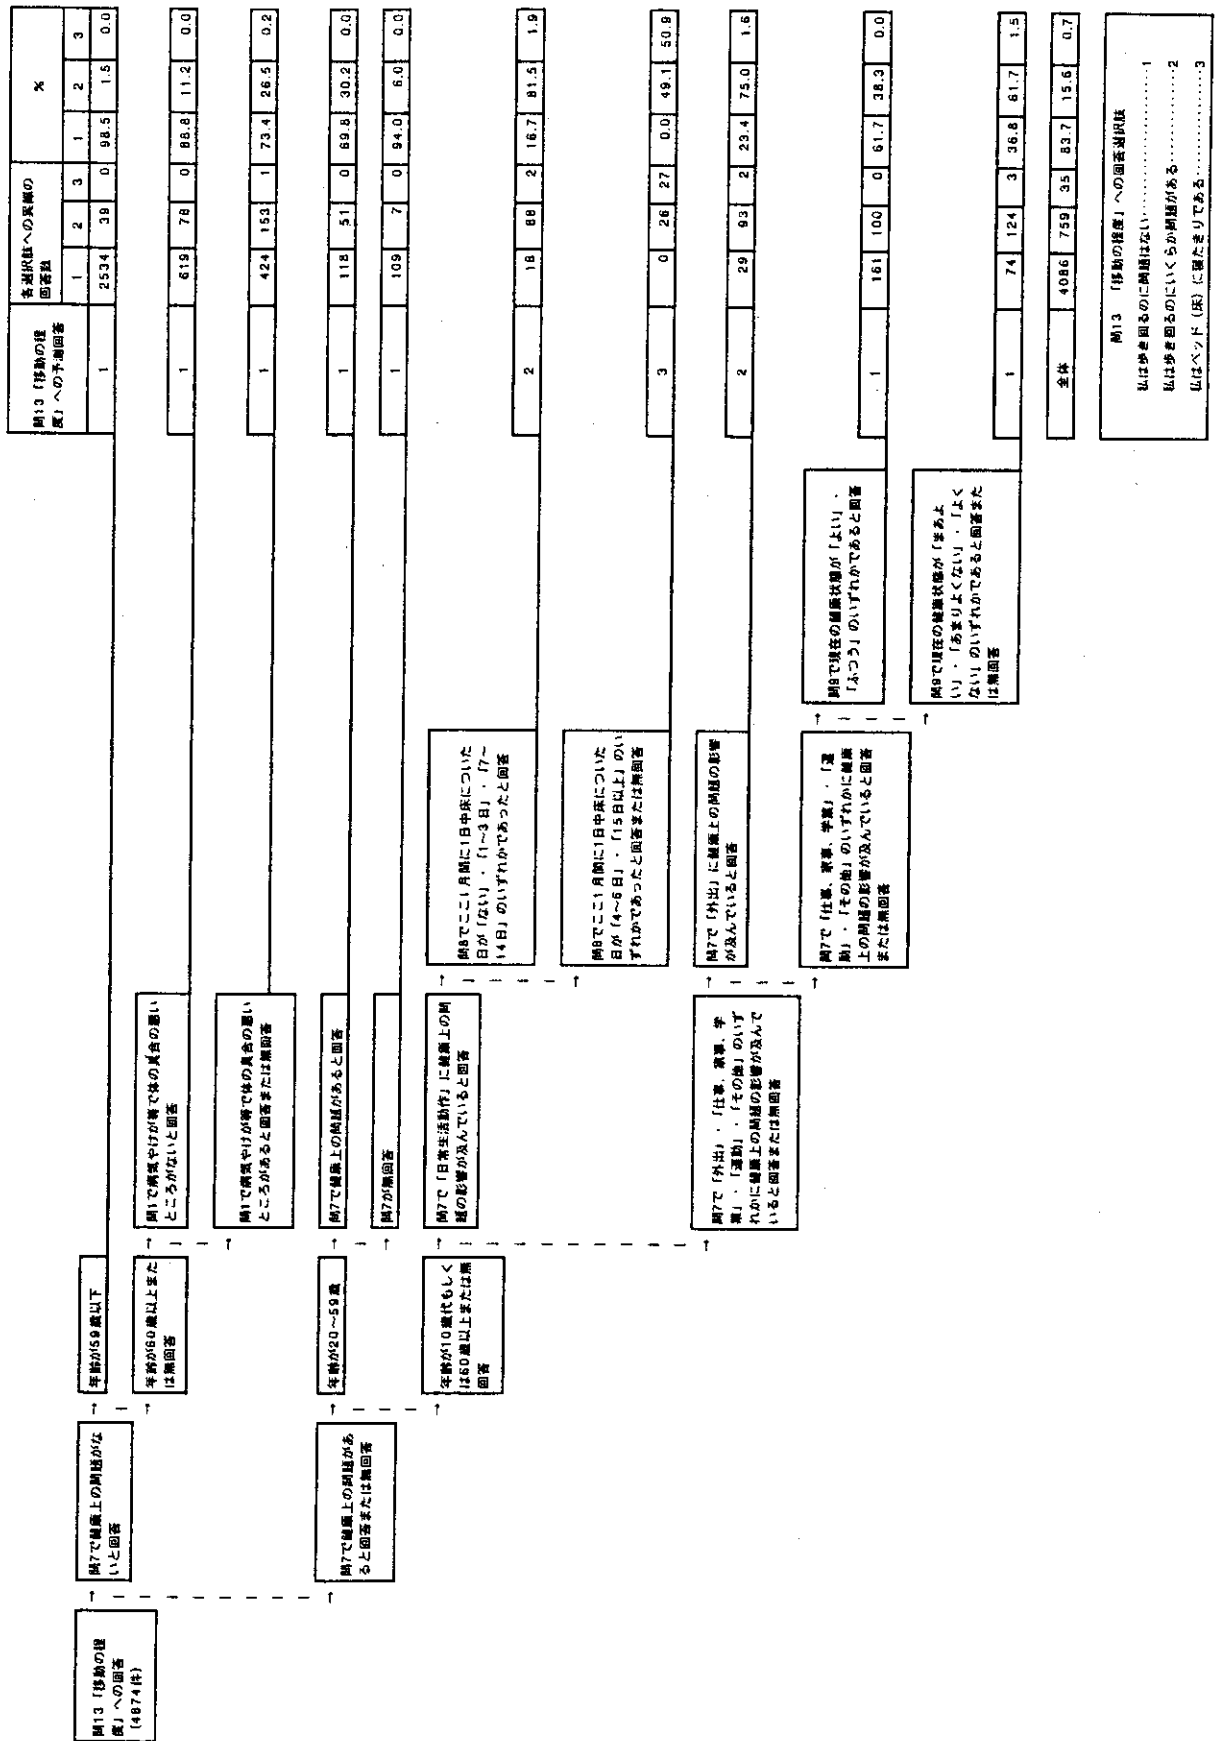 問13「移動の程
度」への回答
(4874件)
問7で健康上の問題がな
いと回答
問7で健康上の問題があ
ると回答または無回答
年齢が59歳以下
年齢が60歳以上また
は無回答
年齢が20～59歳
年齢が10歳代もしく
は60歳以上または無
回答
問1で病気やけが等で体の具合の悪い
ところがないと回答
問1で病気やけが等で体の具合の悪い
ところがあると回答または無回答
問7で健康上の問題があると回答
問7が無回答
問7で「日常生活動作」に健康上の問
題の影響が及んでいると回答
問7で「外出」・「仕事、家事、学
業」・「運動」・「その他」のいず
れかに健康上の問題の影響が及んで
いると回答または無回答
問8でここ1月間に1日中床についた
日が「ない」・「1～3日」・「7～
14日」のいずれかであったと回答
問8でここ1月間に1日中床についた
日が「4～6日」・「15日以上」のい
ずれかであったと回答または無回答
問7で「外出」に健康上の問題の影響
が及んでいると回答
問7で「仕事、家事、学業」・「運
動」・「その他」のいずれかに健康
上の問題の影響が及んでいると回答
または無回答
問9で現在の健康状態が「よい」・
「ふつう」のいずれかであると回答
問9で現在の健康状態が「まあよ
い」・「あまりよくない」・「よく
ない」のいずれかであると回答また
は無回答
問13「移動の程
度」への予測回答
各選択肢への実際の
回答数
%
1 2 3 1 2 3
1 2534 39 0 98.5 1.5 0.0
1 619 78 0 88.8 11.2 0.0
1 424 153 1 73.4 26.5 0.2
1 118 51 0 69.8 30.2 0.0
1 109 7 0 94.0 6.0 0.0
2 18 88 2 16.7 81.5 1.9
3 0 26 27 0.0 49.1 50.9
2 29 93 2 23.4 75.0 1.6
1 161 100 0 61.7 38.3 0.0
1 74 124 3 36.8 61.7 1.5
全体 4086 759 35 83.7 15.6 0.7
問13 「移動の程度」への回答選択肢
私は歩き回るのに問題はない……………………1
私は歩き回るのにいくらか問題がある…………2
私はベッド（床）に寝たきりである……………3